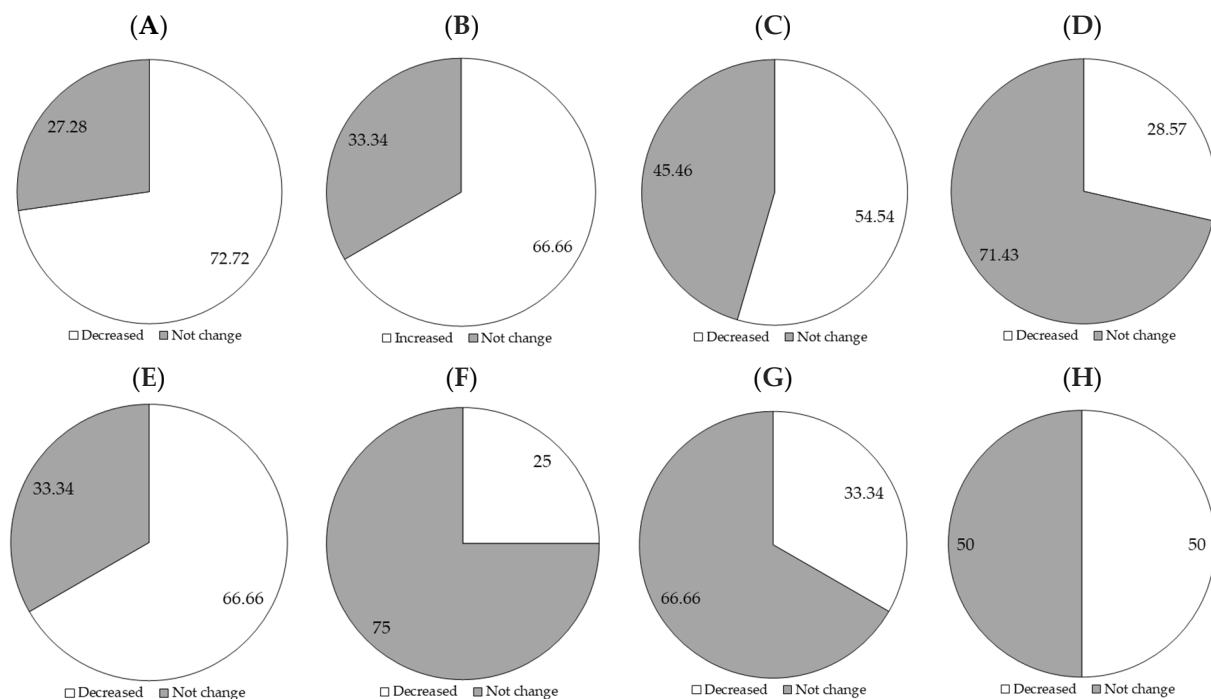 (A)
(B)
(C)
(D)
27.28
72.72
Decreased Not change
33.34
66.66
Increased Not change
45.46
54.54
Decreased Not change
28.57
71.43
Decreased Not change
(E)
(F)
(G)
(H)
33.34
66.66
Decreased Not change
25
75
Decreased Not change
33.34
66.66
Decreased Not change
50
50
Decreased Not change